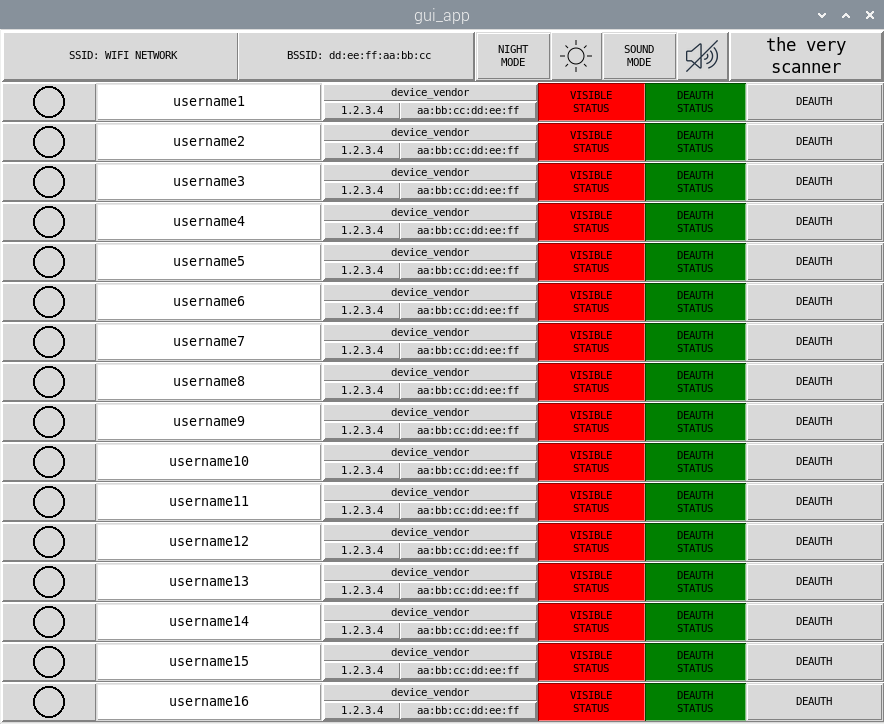 gui_app
SSID: WIFI NETWORK BSSID: dd:ee:ff:aa:bb:cc NIGHT MODE SOUND MODE the very scanner
username1 device_vendor 1.2.3.4 aa:bb:cc:dd:ee:ff VISIBLE STATUS DEAUTH STATUS DEAUTH
username2 device_vendor 1.2.3.4 aa:bb:cc:dd:ee:ff VISIBLE STATUS DEAUTH STATUS DEAUTH
username3 device_vendor 1.2.3.4 aa:bb:cc:dd:ee:ff VISIBLE STATUS DEAUTH STATUS DEAUTH
username4 device_vendor 1.2.3.4 aa:bb:cc:dd:ee:ff VISIBLE STATUS DEAUTH STATUS DEAUTH
username5 device_vendor 1.2.3.4 aa:bb:cc:dd:ee:ff VISIBLE STATUS DEAUTH STATUS DEAUTH
username6 device_vendor 1.2.3.4 aa:bb:cc:dd:ee:ff VISIBLE STATUS DEAUTH STATUS DEAUTH
username7 device_vendor 1.2.3.4 aa:bb:cc:dd:ee:ff VISIBLE STATUS DEAUTH STATUS DEAUTH
username8 device_vendor 1.2.3.4 aa:bb:cc:dd:ee:ff VISIBLE STATUS DEAUTH STATUS DEAUTH
username9 device_vendor 1.2.3.4 aa:bb:cc:dd:ee:ff VISIBLE STATUS DEAUTH STATUS DEAUTH
username10 device_vendor 1.2.3.4 aa:bb:cc:dd:ee:ff VISIBLE STATUS DEAUTH STATUS DEAUTH
username11 device_vendor 1.2.3.4 aa:bb:cc:dd:ee:ff VISIBLE STATUS DEAUTH STATUS DEAUTH
username12 device_vendor 1.2.3.4 aa:bb:cc:dd:ee:ff VISIBLE STATUS DEAUTH STATUS DEAUTH
username13 device_vendor 1.2.3.4 aa:bb:cc:dd:ee:ff VISIBLE STATUS DEAUTH STATUS DEAUTH
username14 device_vendor 1.2.3.4 aa:bb:cc:dd:ee:ff VISIBLE STATUS DEAUTH STATUS DEAUTH
username15 device_vendor 1.2.3.4 aa:bb:cc:dd:ee:ff VISIBLE STATUS DEAUTH STATUS DEAUTH
username16 device_vendor 1.2.3.4 aa:bb:cc:dd:ee:ff VISIBLE STATUS DEAUTH STATUS DEAUTH